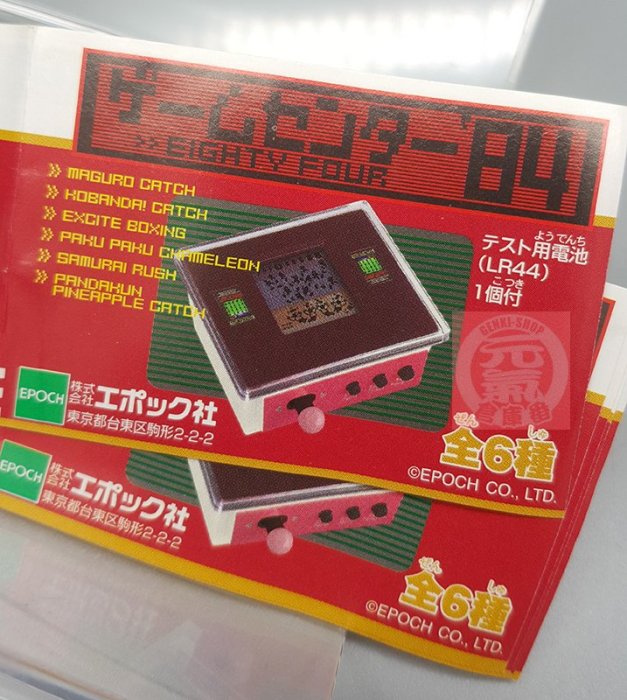 ゲームセンター'84
>> EIGHTY FOUR
>> MAGURO CATCH
>> KOBANDA! CATCH
>> EXCITE BOXING
>> PAKU PAKU CHAMELEON
>> SAMURAI RUSH
>> PANDAKUN
PINEAPPLE CATCH
ようでんち
テスト用電池
(LR44)
こつき
1個付
GENKI-SHOP
元氣
EPOCH
株式会社エポック社
東京都台東区駒形2-2-2
ぜん しゅ
全6種
©EPOCH CO., LTD.
EPOCH
株式会社エポック社
東京都台東区駒形2-2-2
ぜん しゅ
全6種
©EPOCH CO., LTD.